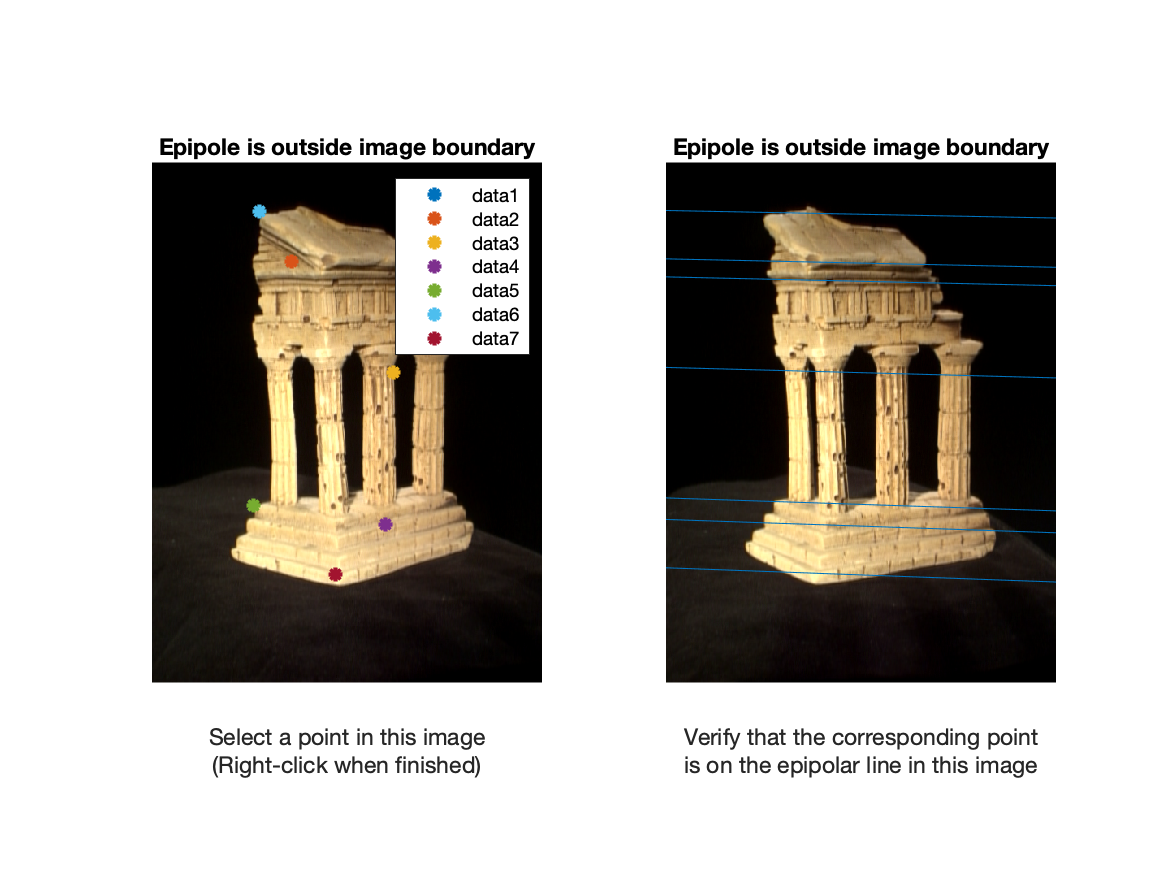 Epipole is outside image boundary
data1
data2
data3
data4
data5
data6
data7
Select a point in this image
(Right-click when finished)
Epipole is outside image boundary
Verify that the corresponding point
is on the epipolar line in this image